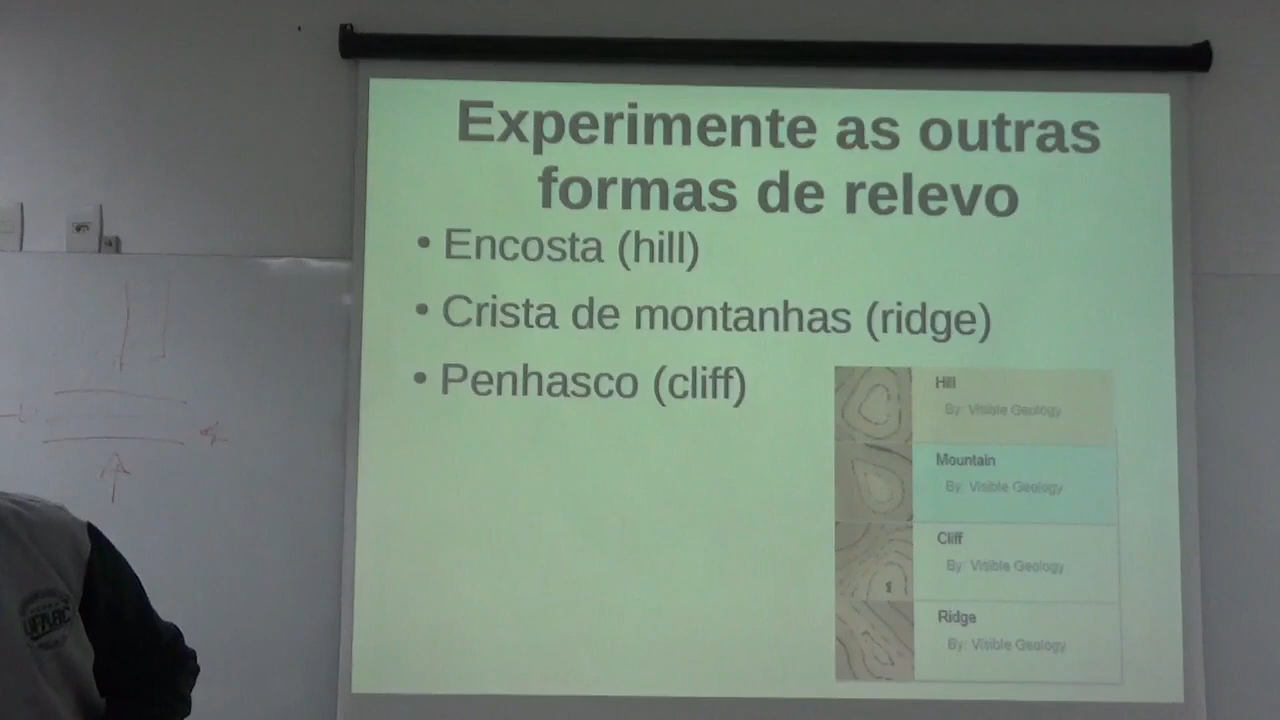 Experimente as outras
formas de relevo
• Encosta (hill)
• Crista de montanhas (ridge)
• Penhasco (cliff)
Hill
By: Visible Geology
Mountain
By: Visible Geology
Cliff
By: Visible Geology
Ridge
By: Visible Geology
UFABC